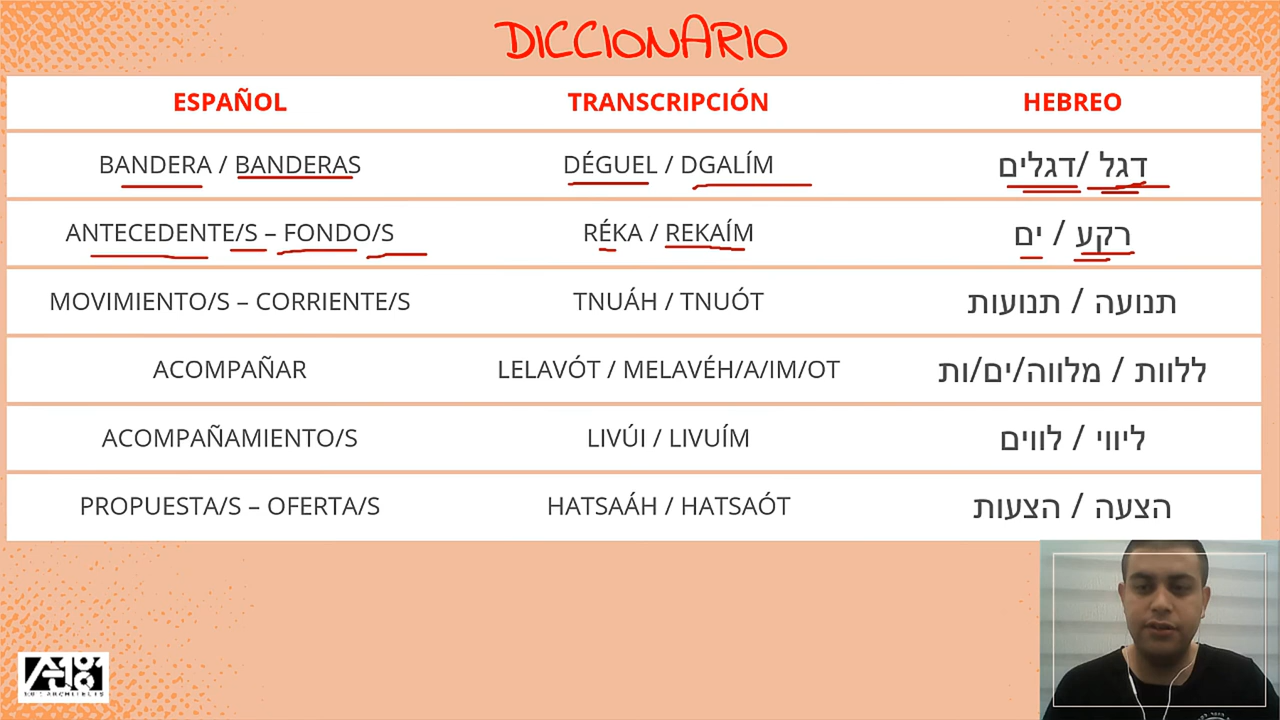 DICCIONARIO
ESPAÑOL TRANSCRIPCIÓN HEBREO
BANDERA / BANDERAS DÉGUEL / DGALÍM דגל /דגלים
ANTECEDENTE/S – FONDO/S RÉKA / REKAÍM רקע / ים
MOVIMIENTO/S – CORRIENTE/S TNUÁH / TNUÓT תנועה / תנועות
ACOMPAÑAR LELAVÓT / MELAVÉH/A/IM/OT ללוות / מלווה/ים/ות
ACOMPAÑAMIENTO/S LIVÚI / LIVUÍM ליווי / לווים
PROPUESTA/S – OFERTA/S HATSAÁH / HATSAÓT הצעה / הצעות